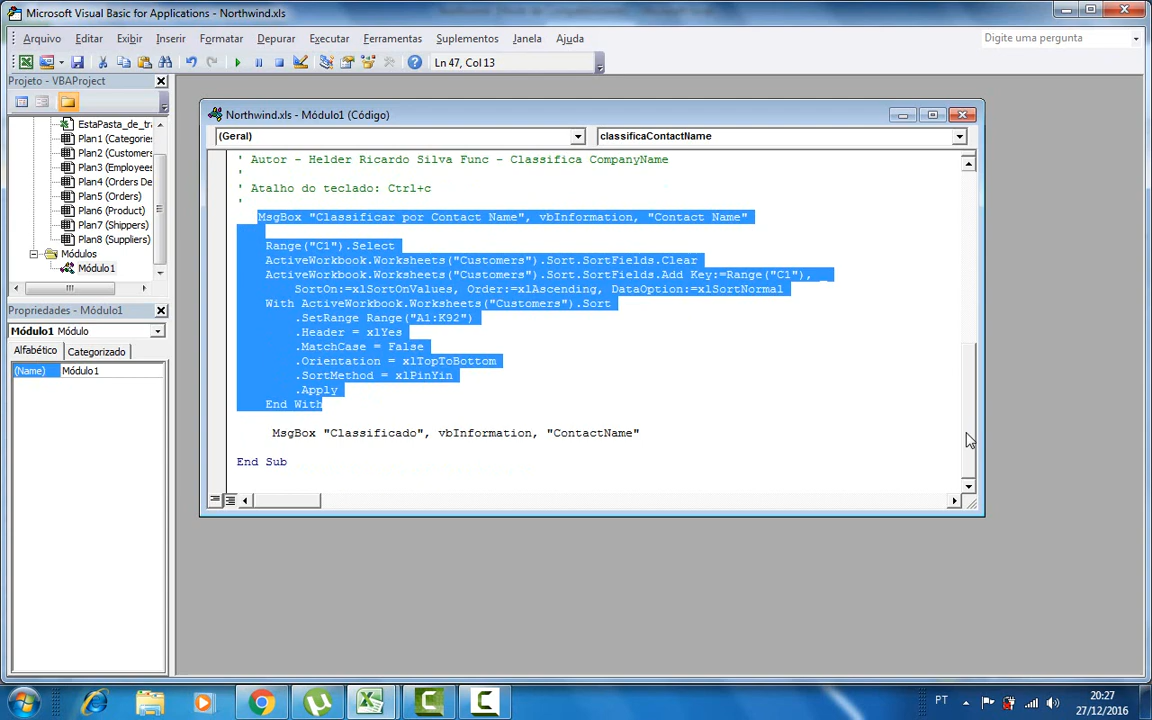 Microsoft Visual Basic for Applications - Northwind.xls
Arquivo Editar Exibir Inserir Formatar Depurar Executar Ferramentas Suplementos Janela Ajuda
Digite uma pergunta
Ln 47, Col 13
Projeto - VBAProject
EstaPasta_de_tr
Plan1 (Categories
Plan2 (Customers
Plan3 (Employees
Plan4 (Orders De
Plan5 (Orders)
Plan6 (Product)
Plan7 (Shippers)
Plan8 (Suppliers)
Módulos
Módulo1
Propriedades - Módulo1
Módulo1 Módulo
Alfabético Categorizado
(Name) Módulo1
Northwind.xls - Módulo1 (Código)
(Geral)
classificaContactName
' Autor - Helder Ricardo Silva Func - Classifica CompanyName
'
' Atalho do teclado: Ctrl+c
'
MsgBox "Classificar por Contact Name", vbInformation, "Contact Name"
Range("C1").Select
ActiveWorkbook.Worksheets("Customers").Sort.SortFields.Clear
ActiveWorkbook.Worksheets("Customers").Sort.SortFields.Add Key:=Range("C1"), _
SortOn:=xlSortOnValues, Order:=xlAscending, DataOption:=xlSortNormal
With ActiveWorkbook.Worksheets("Customers").Sort
.SetRange Range("A1:K92")
.Header = xlYes
.MatchCase = False
.Orientation = xlTopToBottom
.SortMethod = xlPinYin
.Apply
End With
MsgBox "Classificado", vbInformation, "ContactName"
End Sub
PT
20:27
27/12/2016